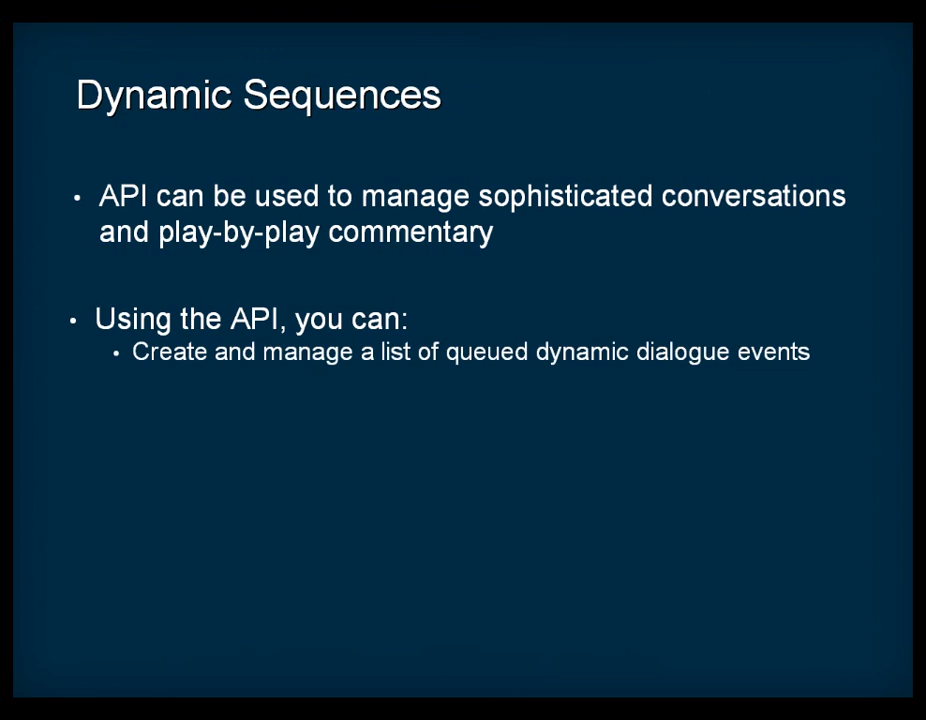 Dynamic Sequences
• API can be used to manage sophisticated conversations
and play-by-play commentary
• Using the API, you can:
• Create and manage a list of queued dynamic dialogue events